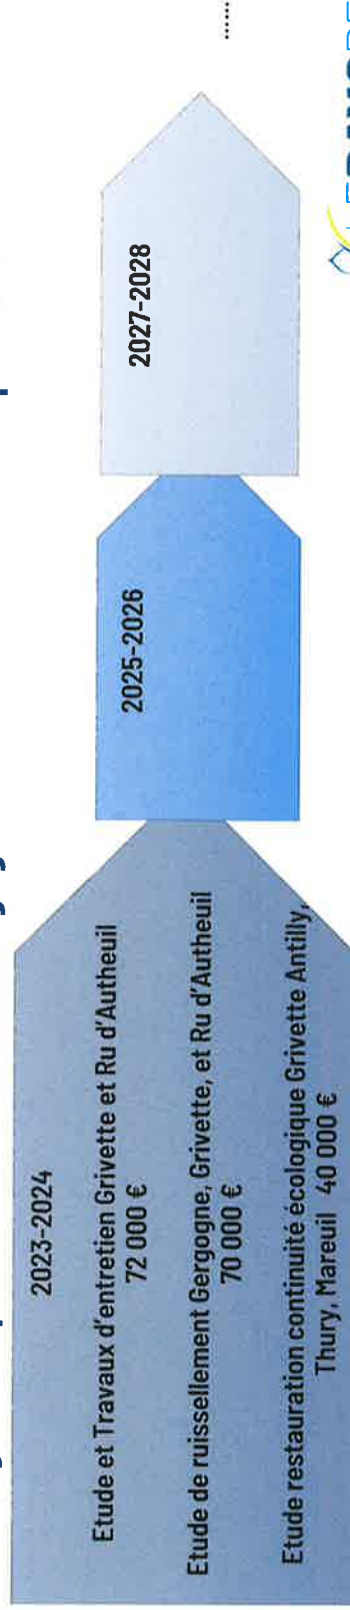 2023-2024
Etude et Travaux d'entretien Grivette et Ru d'Autheuil
72 000 €
Etude de ruissellement Gergogne, Grivette, et Ru d'Autheuil
70 000 €
Etude restauration continuité écologique Grivette Antilly,
Thury, Mareuil 40 000 €
2025-2026
2027-2028